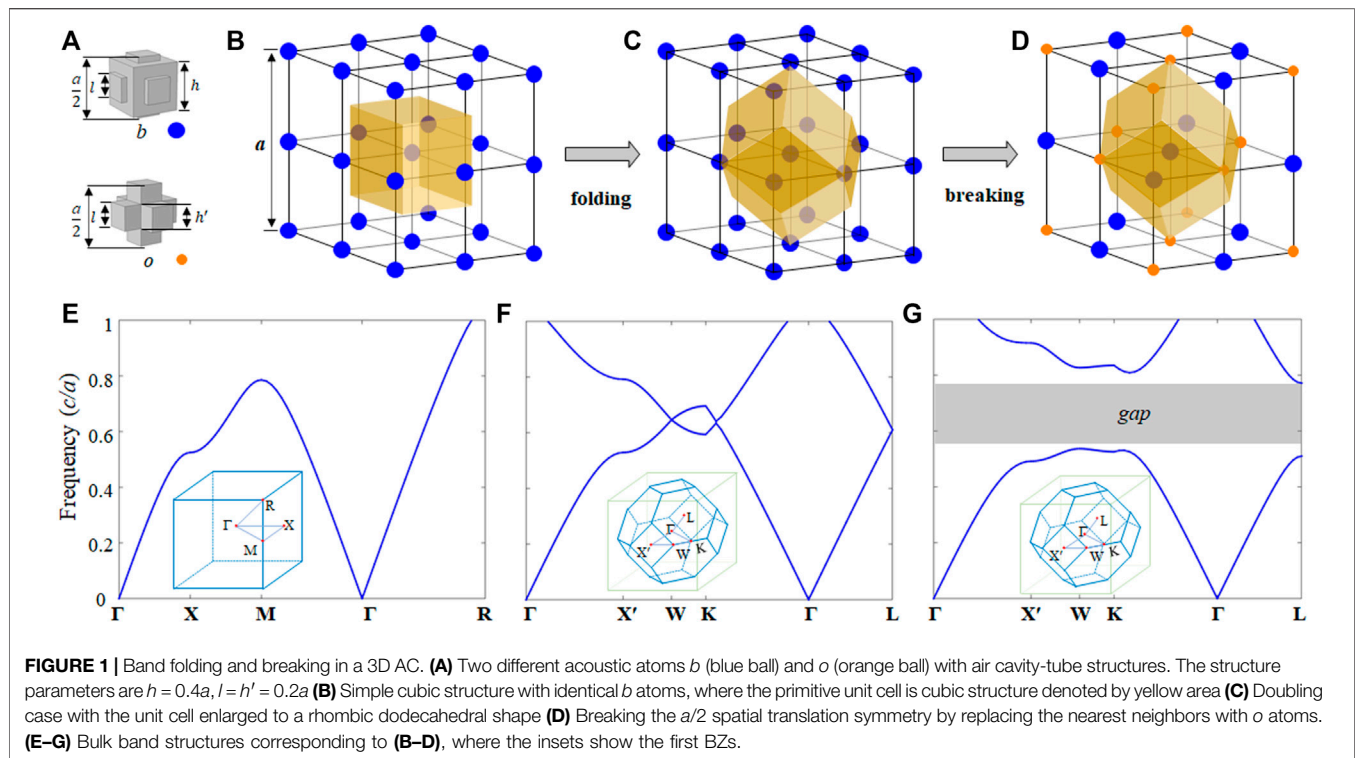 A
B
C
D
a/2
l
h
b
a/2
l
h′
o
a
folding
breaking
E
F
G
Frequency (c/a)
1
0.8
0.6
0.4
0.2
0
R
Γ
X
M
Γ
X
M
Γ
R
L
Γ
X′
W
K
Γ
X′
W
K
Γ
L
gap
L
Γ
X′
W
K
Γ
X′
W
K
Γ
L
FIGURE 1 | Band folding and breaking in a 3D AC. (A) Two different acoustic atoms b (blue ball) and o (orange ball) with air cavity-tube structures. The structure
parameters are h = 0.4a, l = h′ = 0.2a (B) Simple cubic structure with identical b atoms, where the primitive unit cell is cubic structure denoted by yellow area (C) Doubling
case with the unit cell enlarged to a rhombic dodecahedral shape (D) Breaking the a/2 spatial translation symmetry by replacing the nearest neighbors with o atoms.
(E–G) Bulk band structures corresponding to (B–D), where the insets show the first BZs.